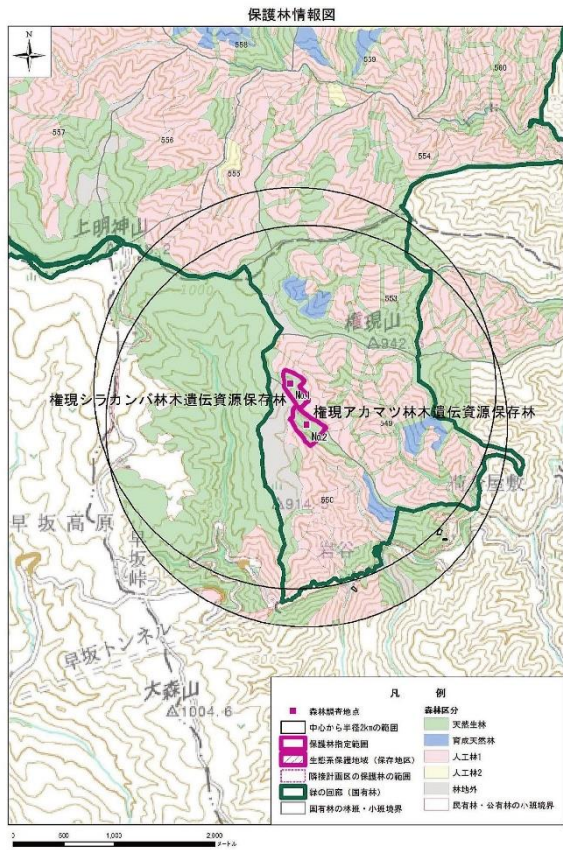 保護林情報図
N
558
559
560
557
556
555
554
上明神山
1000
553
権現山
△942
権現シラカンバ林木遺伝資源保存林
No.1
権現アカマツ林木遺伝資源保存林
No.2
549
△914
550
早坂高原
早坂峠
岩谷
早坂トンネル
800
大森山
△1004.6
凡 例
森林調査地点
中心から半径2kmの範囲
保護林指定範囲
生態系保護地域（保存地区）
隣接計画区の保護林の範囲
緑の回廊（国有林）
国有林の林班・小班境界
森林区分
天然生林
育成天然林
人工林1
人工林2
林地外
民有林・公有林の小班境界
0 500 1,000 2,000
メートル